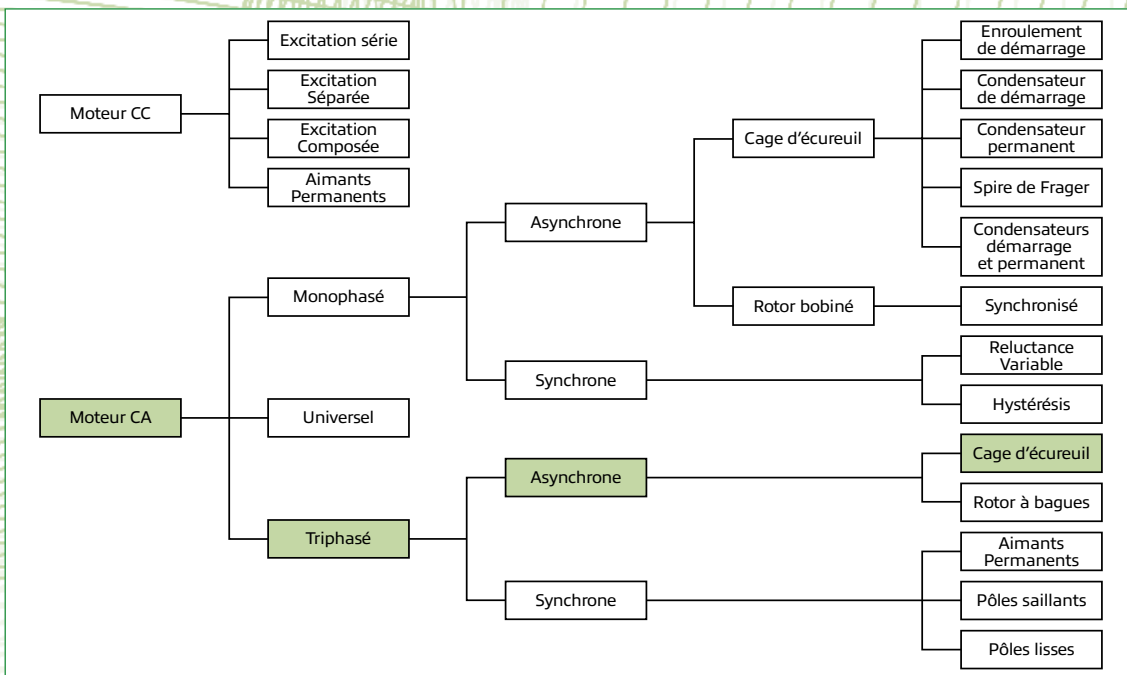 Excitation série
Excitation
Séparée
Moteur CC
Excitation
Composée
Aimants
Permanents
Enroulement
de démarrage
Condensateur
de démarrage
Cage d'écureuil
Condensateur
permanent
Spire de Frager
Asynchrone
Condensateurs
démarrage
et permanent
Monophasé
Rotor bobiné
Synchronisé
Synchrone
Reluctance
Variable
Hystérésis
Moteur CA
Universel
Asynchrone
Cage d'écureuil
Rotor à bagues
Triphasé
Synchrone
Aimants
Permanents
Pôles saillants
Pôles lisses